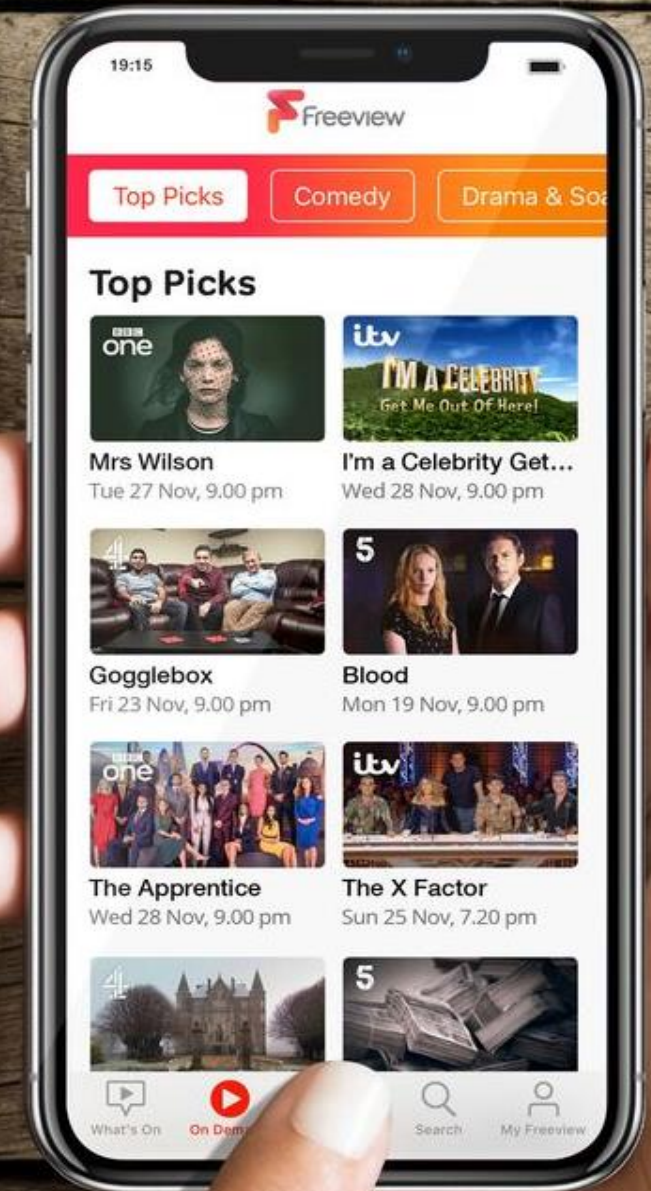 19:15
Freeview
Top Picks
Comedy
Drama & Soa
Top Picks
BBC
one
itv
I'M A CELEBRITY
Get Me Out Of Here!
Mrs Wilson
Tue 27 Nov, 9.00 pm
I'm a Celebrity Get...
Wed 28 Nov, 9.00 pm
4
5
Gogglebox
Fri 23 Nov, 9.00 pm
Blood
Mon 19 Nov, 9.00 pm
BBC
one
itv
The Apprentice
Wed 28 Nov, 9.00 pm
The X Factor
Sun 25 Nov, 7.20 pm
4
5
What's On
On Dema
Search
My Freeview